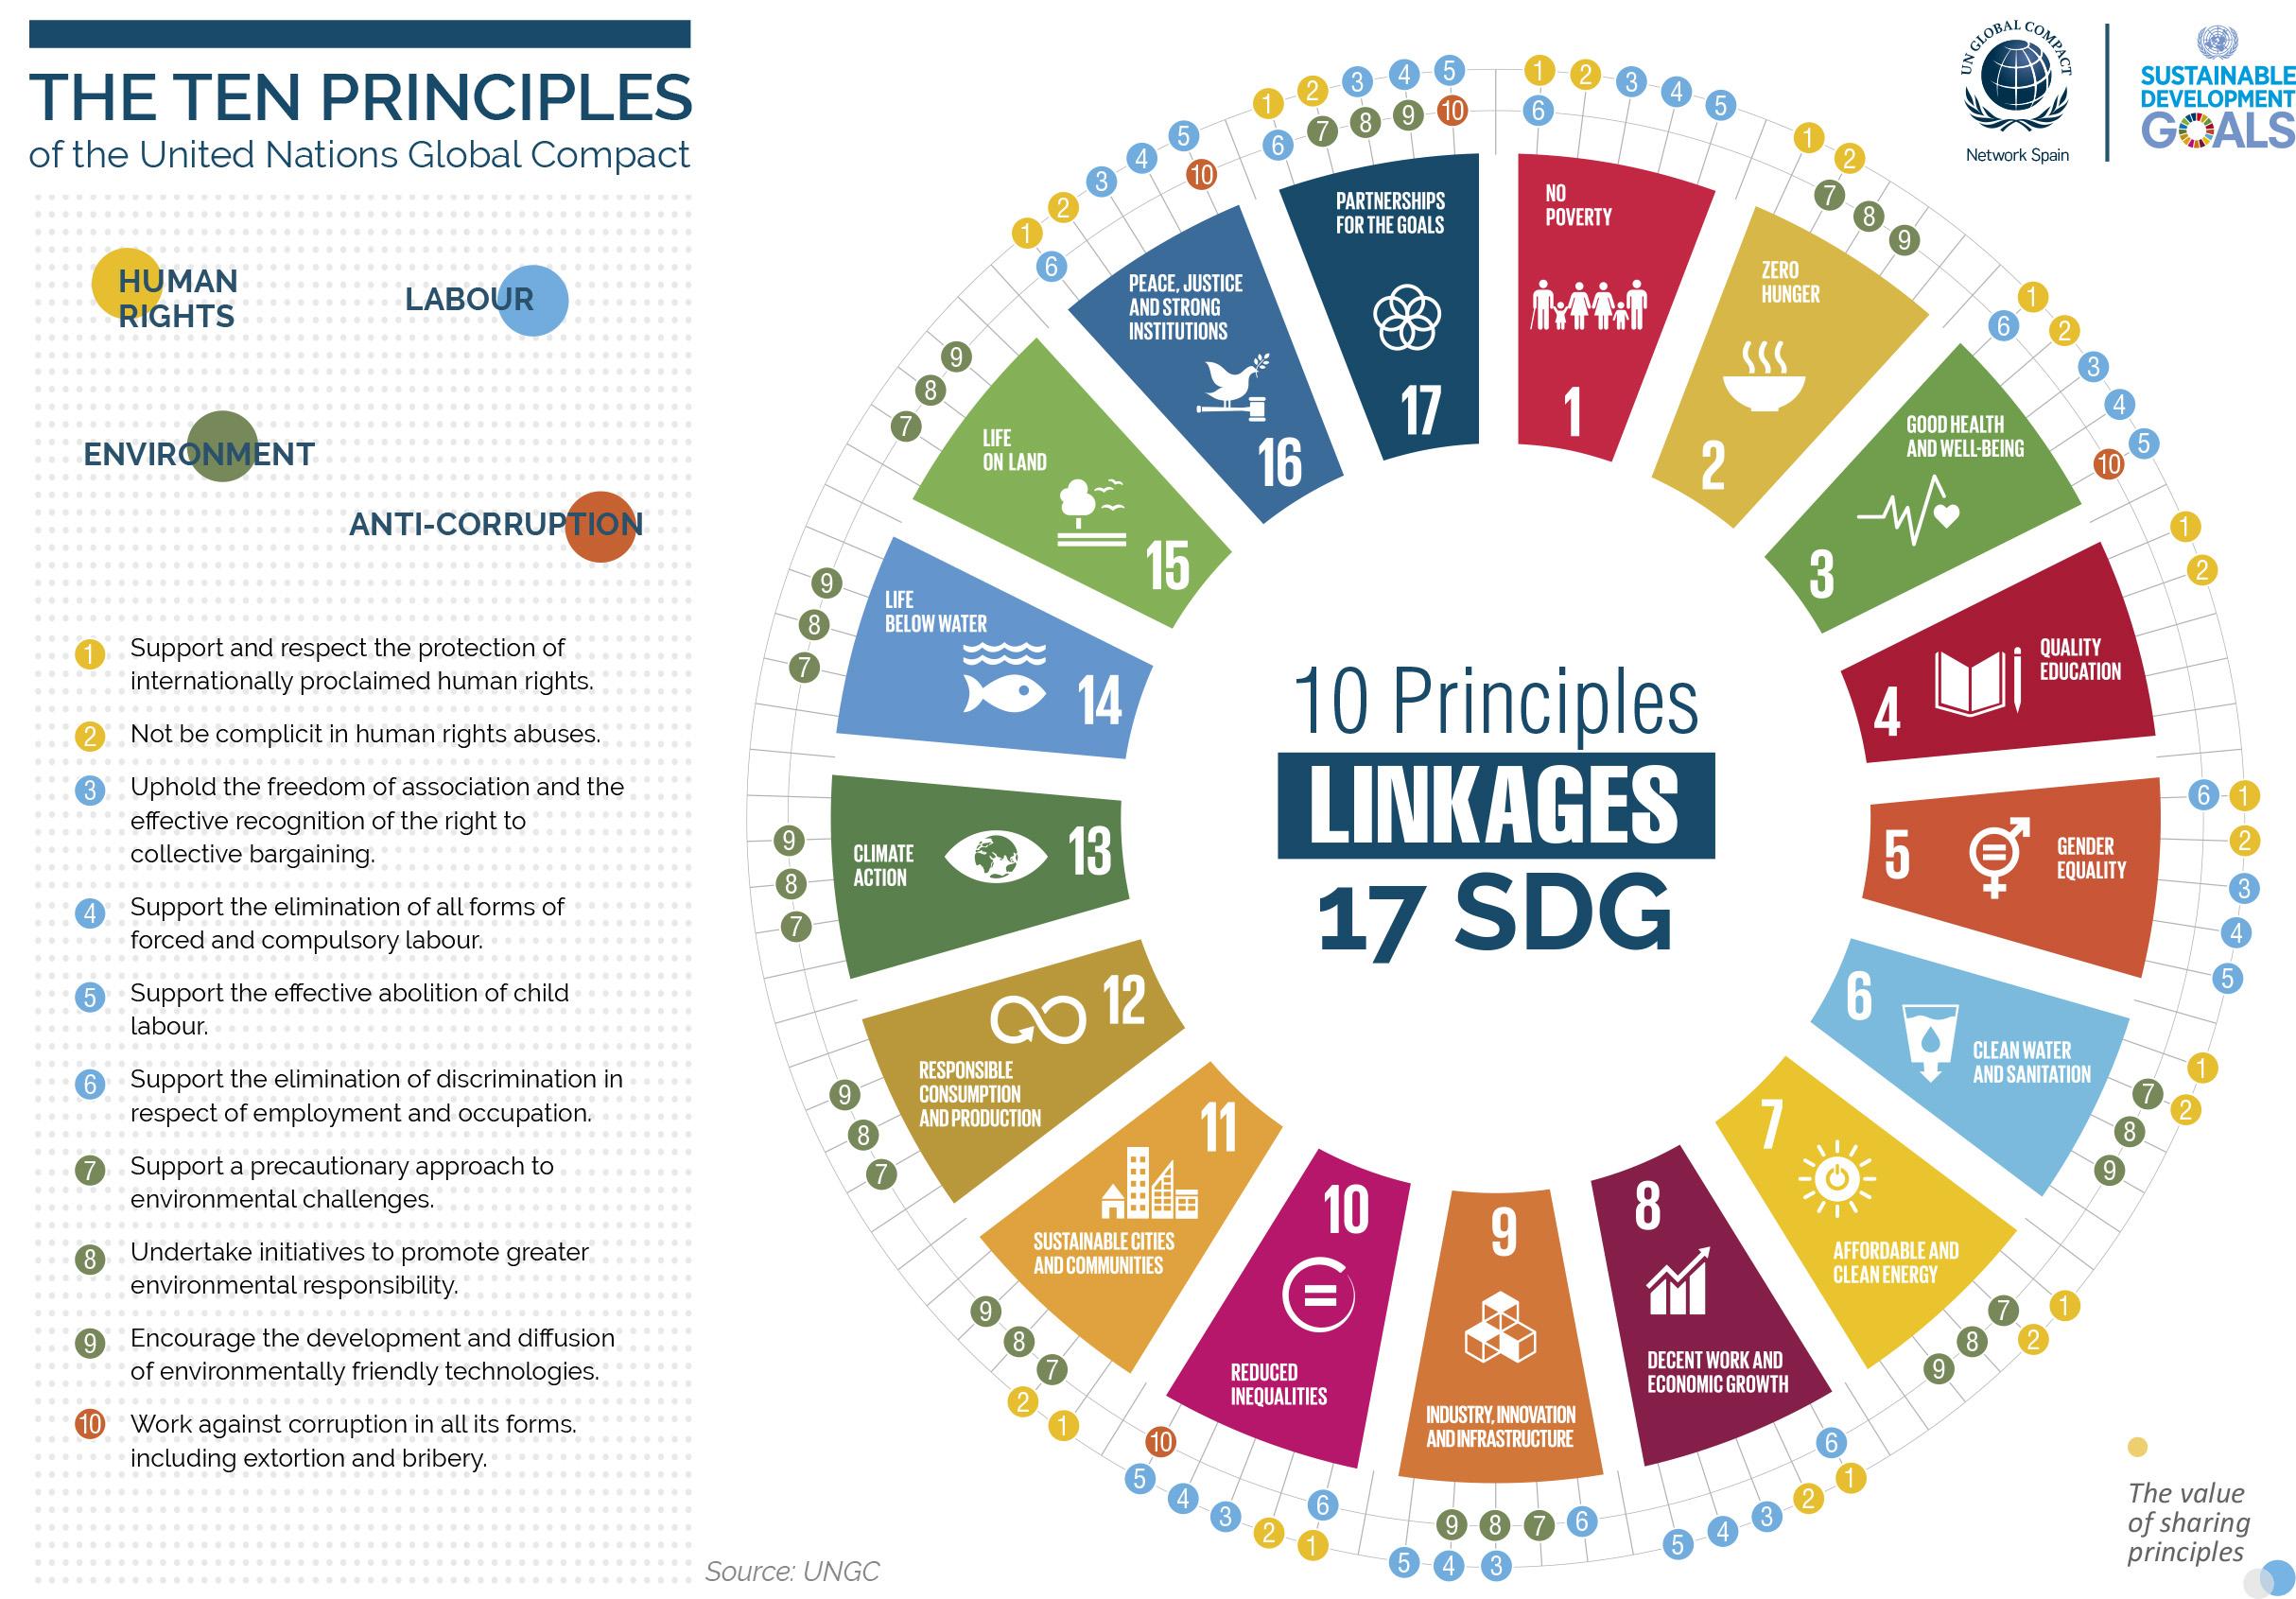 THE TEN PRINCIPLES
of the United Nations Global Compact
HUMAN
RIGHTS
LABOUR
ENVIRONMENT
ANTI-CORRUPTION
1 Support and respect the protection of
internationally proclaimed human rights.
2 Not be complicit in human rights abuses.
3 Uphold the freedom of association and the
effective recognition of the right to
collective bargaining.
4 Support the elimination of all forms of
forced and compulsory labour.
5 Support the effective abolition of child
labour.
6 Support the elimination of discrimination in
respect of employment and occupation.
7 Support a precautionary approach to
environmental challenges.
8 Undertake initiatives to promote greater
environmental responsibility.
9 Encourage the development and diffusion
of environmentally friendly technologies.
10 Work against corruption in all its forms.
including extortion and bribery.
Source: UNGC
UN GLOBAL COMPACT
Network Spain
SUSTAINABLE
DEVELOPMENT
GOALS
10 Principles
LINKAGES
17 SDG
NO
POVERTY
1
1 2 3 4 5
6
ZERO
HUNGER
2
1 2
7 8 9
GOOD HEALTH
AND WELL-BEING
3
1 2 3 4 5
6 10
QUALITY
EDUCATION
4
1 2
GENDER
EQUALITY
5
1 2 3 4 5
6
CLEAN WATER
AND SANITATION
6
1 2
7 8 9
AFFORDABLE AND
CLEAN ENERGY
7
1 2
7 8 9
DECENT WORK AND
ECONOMIC GROWTH
8
6
1 2 3 4 5
INDUSTRY, INNOVATION
AND INFRASTRUCTURE
9
9 8 7 6
5 4 3
REDUCED
INEQUALITIES
10
10 6
5 4 3 2 1
SUSTAINABLE CITIES
AND COMMUNITIES
11
9 8 7
2 1
RESPONSIBLE
CONSUMPTION
AND PRODUCTION
12
9 8 7
CLIMATE
ACTION
13
9 8 7
LIFE
BELOW WATER
14
9 8 7
LIFE
ON LAND
15
9 8 7
PEACE, JUSTICE
AND STRONG
INSTITUTIONS
16
1 2 3 4 5
6 10
PARTNERSHIPS
FOR THE GOALS
17
1 2 3 4 5
6 7 8 9 10
The value
of sharing
principles